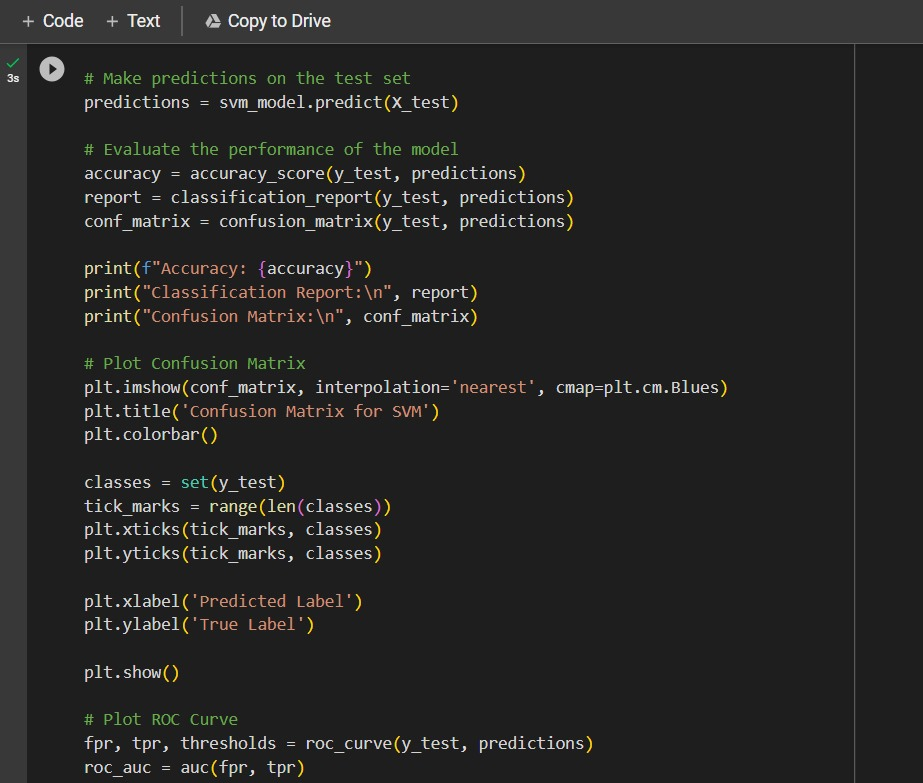 + Code + Text Copy to Drive
3s
# Make predictions on the test set
predictions = svm_model.predict(X_test)
# Evaluate the performance of the model
accuracy = accuracy_score(y_test, predictions)
report = classification_report(y_test, predictions)
conf_matrix = confusion_matrix(y_test, predictions)
print(f"Accuracy: {accuracy}")
print("Classification Report:\n", report)
print("Confusion Matrix:\n", conf_matrix)
# Plot Confusion Matrix
plt.imshow(conf_matrix, interpolation='nearest', cmap=plt.cm.Blues)
plt.title('Confusion Matrix for SVM')
plt.colorbar()
classes = set(y_test)
tick_marks = range(len(classes))
plt.xticks(tick_marks, classes)
plt.yticks(tick_marks, classes)
plt.xlabel('Predicted Label')
plt.ylabel('True Label')
plt.show()
# Plot ROC Curve
fpr, tpr, thresholds = roc_curve(y_test, predictions)
roc_auc = auc(fpr, tpr)